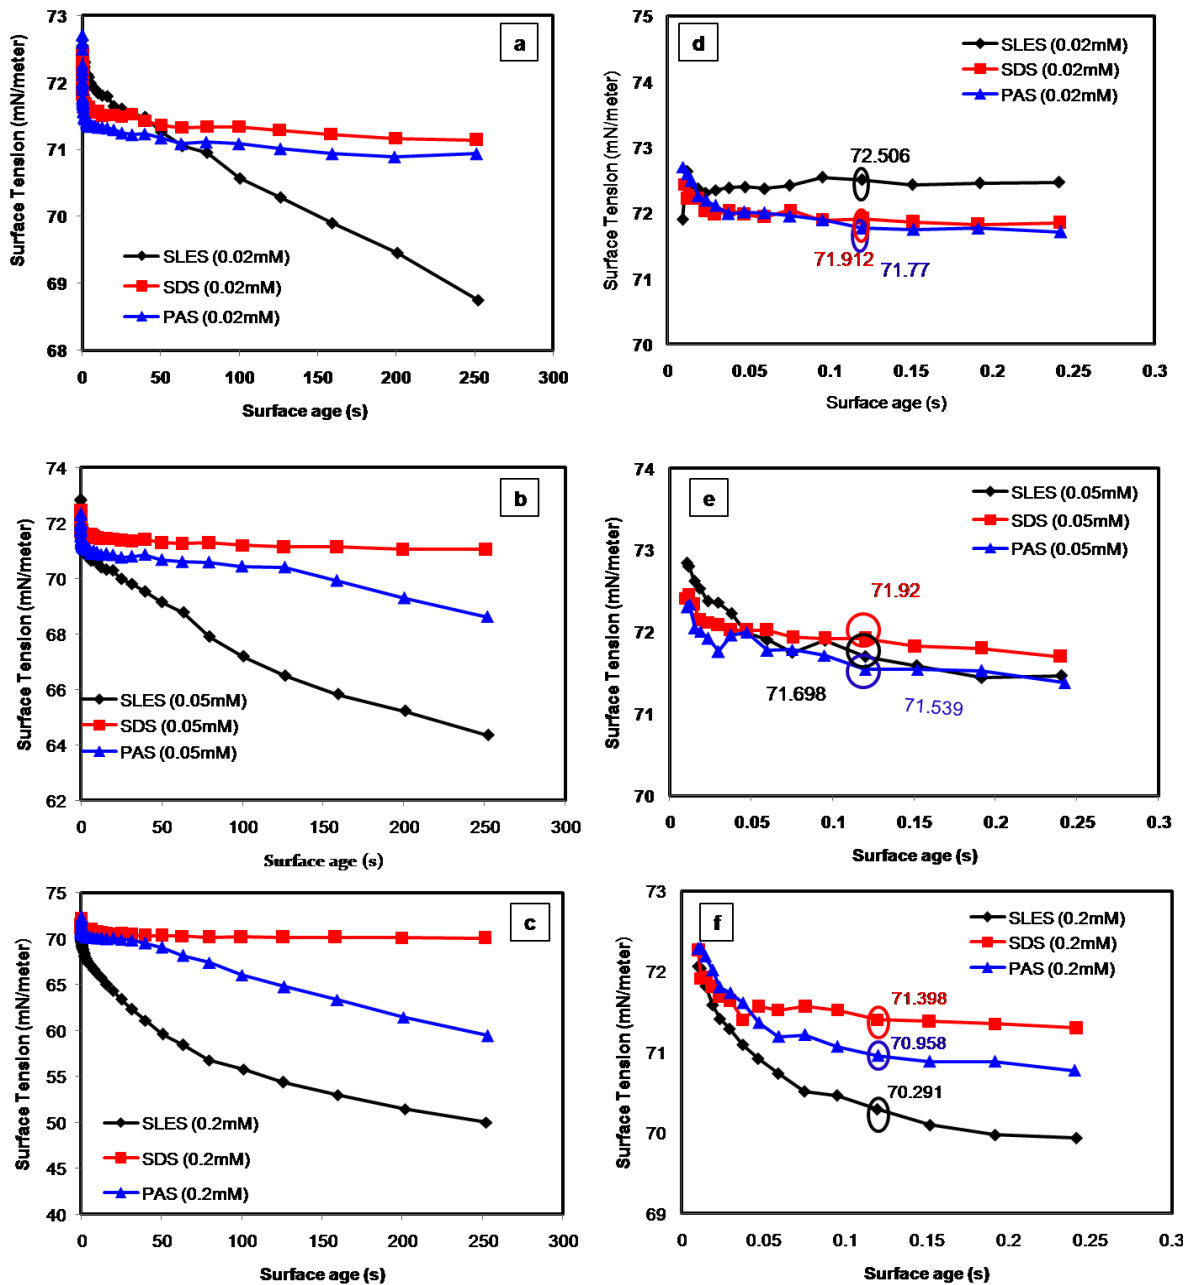 a
Surface Tension (mN/meter)
73
72
71
70
69
68
SLES (0.02mM)
SDS (0.02mM)
PAS (0.02mM)
0 50 100 150 200 250 300
Surface age (s)
d
Surface Tension (mN/meter)
75
74
73
72
71
70
SLES (0.02mM)
SDS (0.02mM)
PAS (0.02mM)
72.506
71.912
71.77
0 0.05 0.1 0.15 0.2 0.25 0.3
Surface age (s)
b
Surface Tension (mN/meter)
74
72
70
68
66
64
62
SLES (0.05mM)
SDS (0.05mM)
PAS (0.05mM)
0 50 100 150 200 250 300
Surface age (s)
e
Surface Tension (mN/meter)
74
73
72
71
70
SLES (0.05mM)
SDS (0.05mM)
PAS (0.05mM)
71.92
71.698
71.539
0 0.05 0.1 0.15 0.2 0.25 0.3
Surface age (s)
c
Surface Tension (mN/meter)
75
70
65
60
55
50
45
40
SLES (0.2mM)
SDS (0.2mM)
PAS (0.2mM)
0 50 100 150 200 250 300
Surface age (s)
f
Surface Tension (mN/meter)
73
72
71
70
69
SLES (0.2mM)
SDS (0.2mM)
PAS (0.2mM)
71.398
70.958
70.291
0 0.05 0.1 0.15 0.2 0.25 0.3
Surface age (s)